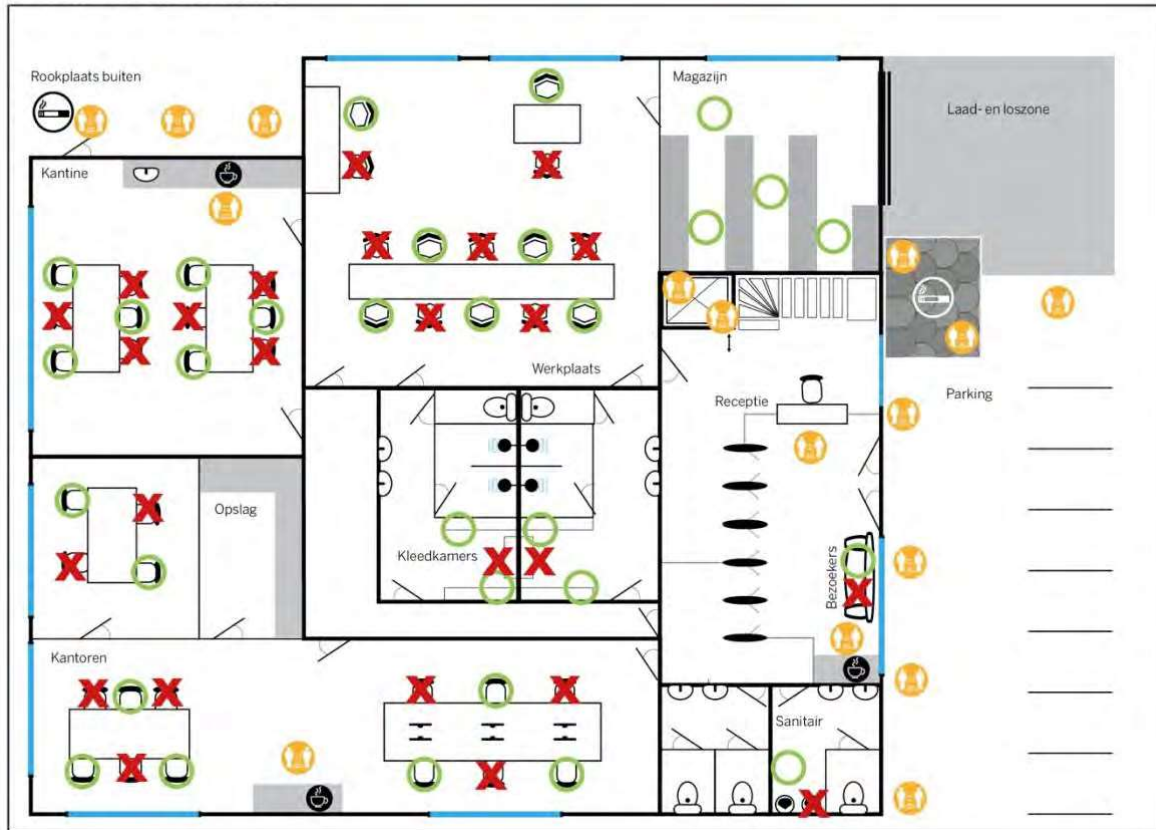 Rookplaats buiten
Magazijn
Laad- en loszone
Kantine
Werkplaats
Receptie
Parking
Opslag
Kleedkamers
Bezoekers
Kantoren
Sanitair